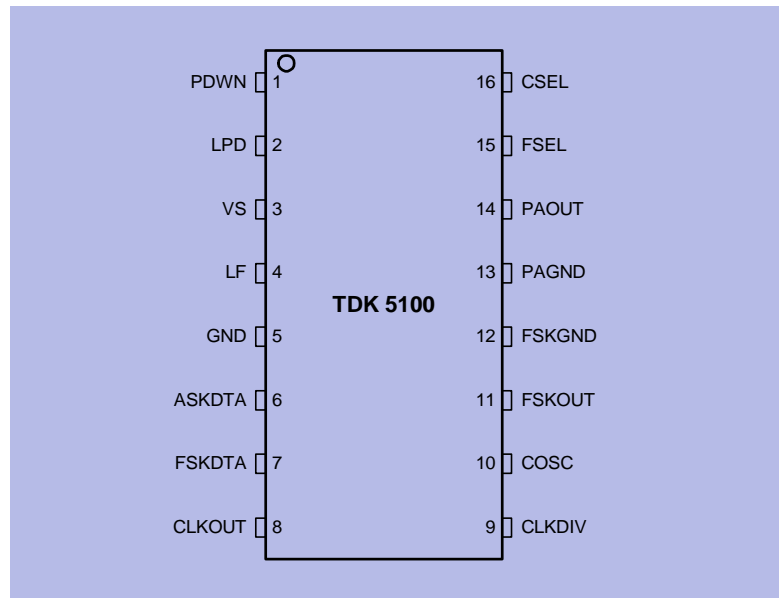 PDWN 1 16 CSEL
LPD 2 15 FSEL
VS 3 14 PAOUT
LF 4 13 PAGND
TDK 5100
GND 5 12 FSKGND
ASKDTA 6 11 FSKOUT
FSKDTA 7 10 COSC
CLKOUT 8 9 CLKDIV